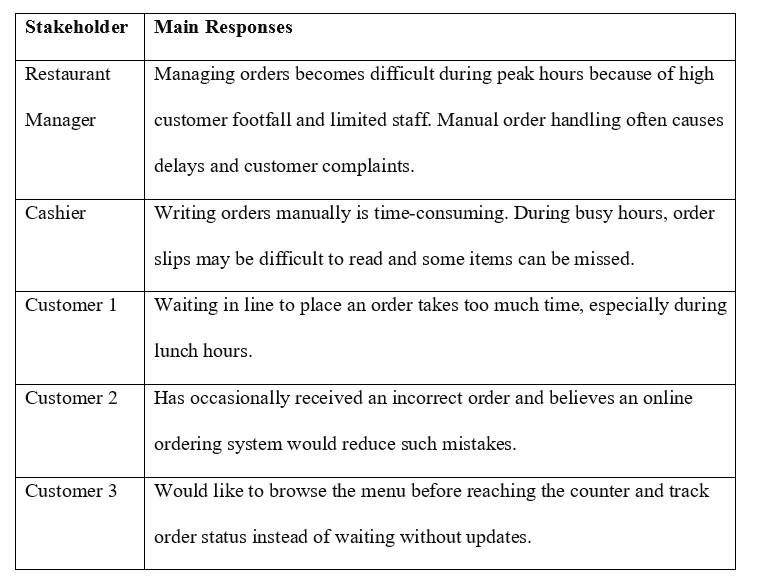 Stakeholder Main Responses
Restaurant Managing orders becomes difficult during peak hours because of high
Manager customer footfall and limited staff. Manual order handling often causes
delays and customer complaints.
Cashier Writing orders manually is time-consuming. During busy hours, order
slips may be difficult to read and some items can be missed.
Customer 1 Waiting in line to place an order takes too much time, especially during
lunch hours.
Customer 2 Has occasionally received an incorrect order and believes an online
ordering system would reduce such mistakes.
Customer 3 Would like to browse the menu before reaching the counter and track
order status instead of waiting without updates.